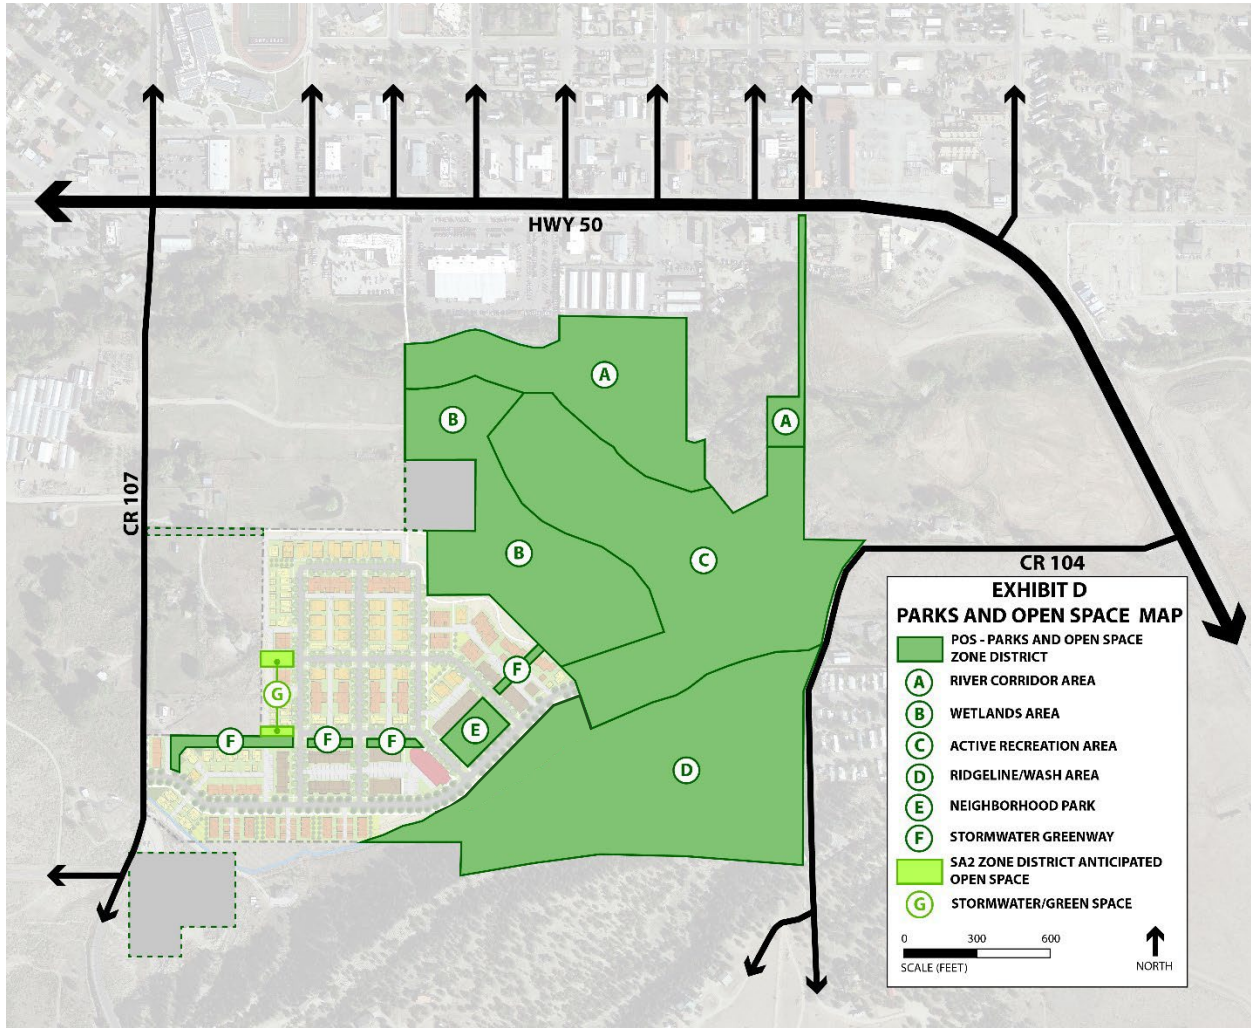 HWY 50
A
A
B
CR 107
B
C
CR 104
F
G
E
F
F
F
D
EXHIBIT D
PARKS AND OPEN SPACE MAP
POS - PARKS AND OPEN SPACE
ZONE DISTRICT
A RIVER CORRIDOR AREA
B WETLANDS AREA
C ACTIVE RECREATION AREA
D RIDGELINE/WASH AREA
E NEIGHBORHOOD PARK
F STORMWATER GREENWAY
SA2 ZONE DISTRICT ANTICIPATED
OPEN SPACE
G STORMWATER/GREEN SPACE
0 300 600
SCALE (FEET)
NORTH